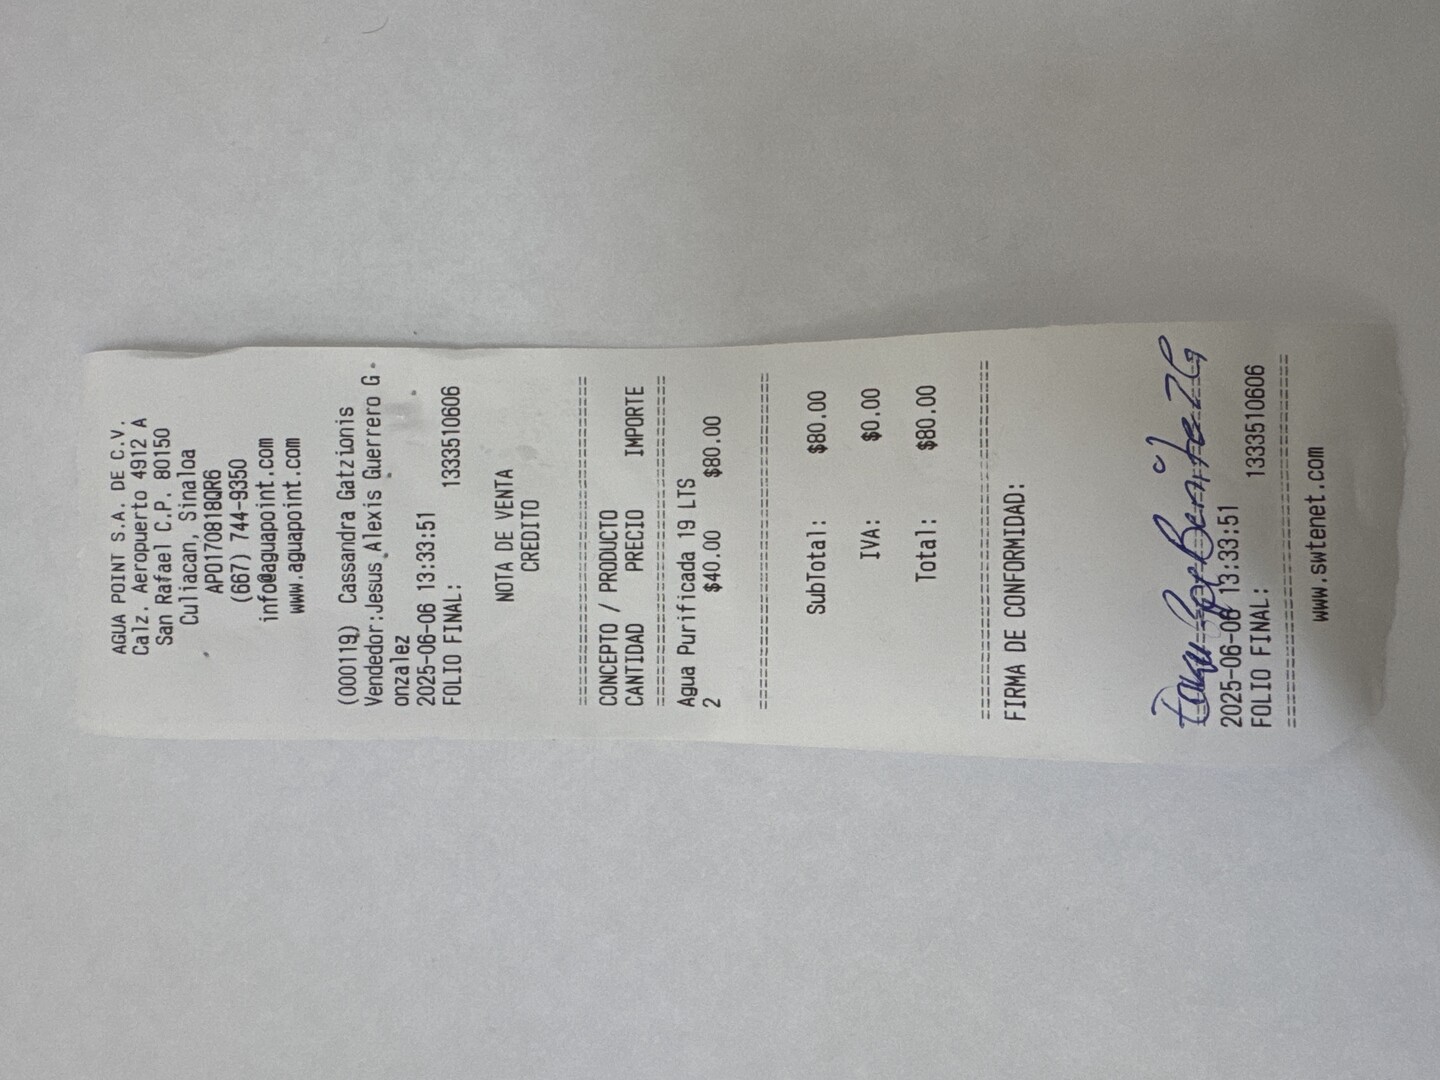 AGUA POINT S.A. DE C.V.
Calz. Aeropuerto 4912 A
San Rafael C.P. 80150
Culiacan, Sinaloa
APO170818QR6
(667) 744-9350
info@aguapoint.com
www.aguapoint.com
(000119) Cassandra Gatzionis
Vendedor:Jesus Alexis Guerrero G
onzalez
2025-06-06 13:33:51
FOLIO FINAL: 1333510606
NOTA DE VENTA
CREDITO
================================
CONCEPTO / PRODUCTO
CANTIDAD PRECIO IMPORTE
================================
Agua Purificada 19 LTS
2 $40.00 $80.00
================================
SubTotal: $80.00
IVA: $0.00
Total: $80.00
================================
FIRMA DE CONFORMIDAD:
Benitez
2025-06-06 13:33:51
FOLIO FINAL: 1333510606
================================
www.swtenet.com